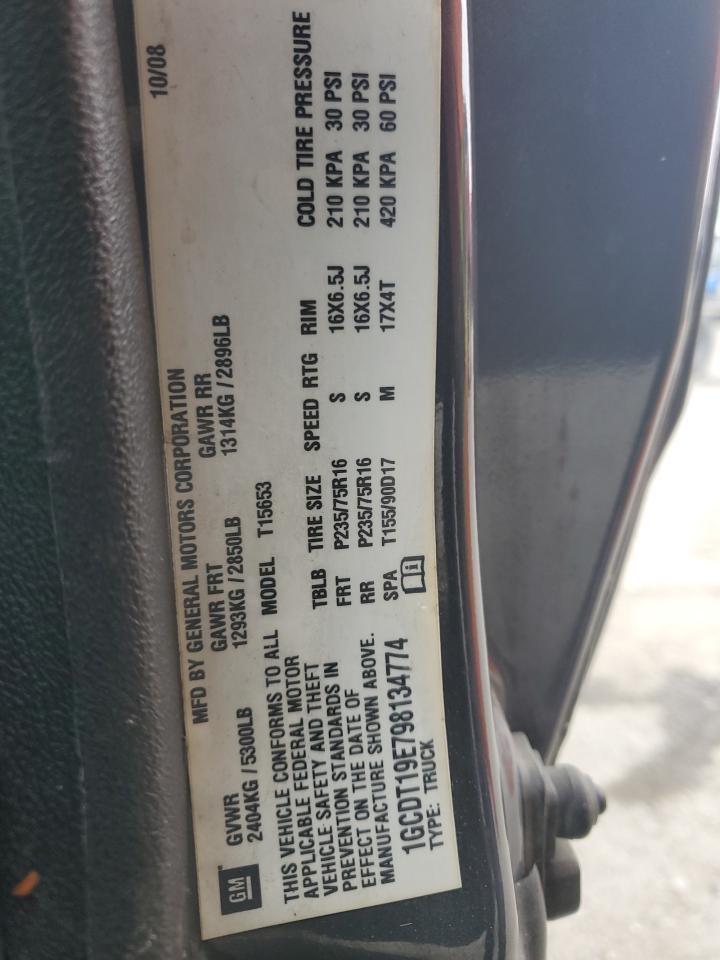 MFD BY GENERAL MOTORS CORPORATION 10/08
GVWR GAWR FRT GAWR RR
2404KG / 5300LB 1293KG / 2850LB 1314KG / 2896LB
GM
THIS VEHICLE CONFORMS TO ALL
APPLICABLE FEDERAL MOTOR
VEHICLE SAFETY AND THEFT
PREVENTION STANDARDS IN
EFFECT ON THE DATE OF
MANUFACTURE SHOWN ABOVE.
1GCDT19E798134774
TYPE: TRUCK
MODEL T15653
TBLB TIRE SIZE SPEED RTG RIM COLD TIRE PRESSURE
FRT P235/75R16 S 16X6.5J 210 KPA 30 PSI
RR P235/75R16 S 16X6.5J 210 KPA 30 PSI
SPA T155/90D17 M 17X4T 420 KPA 60 PSI